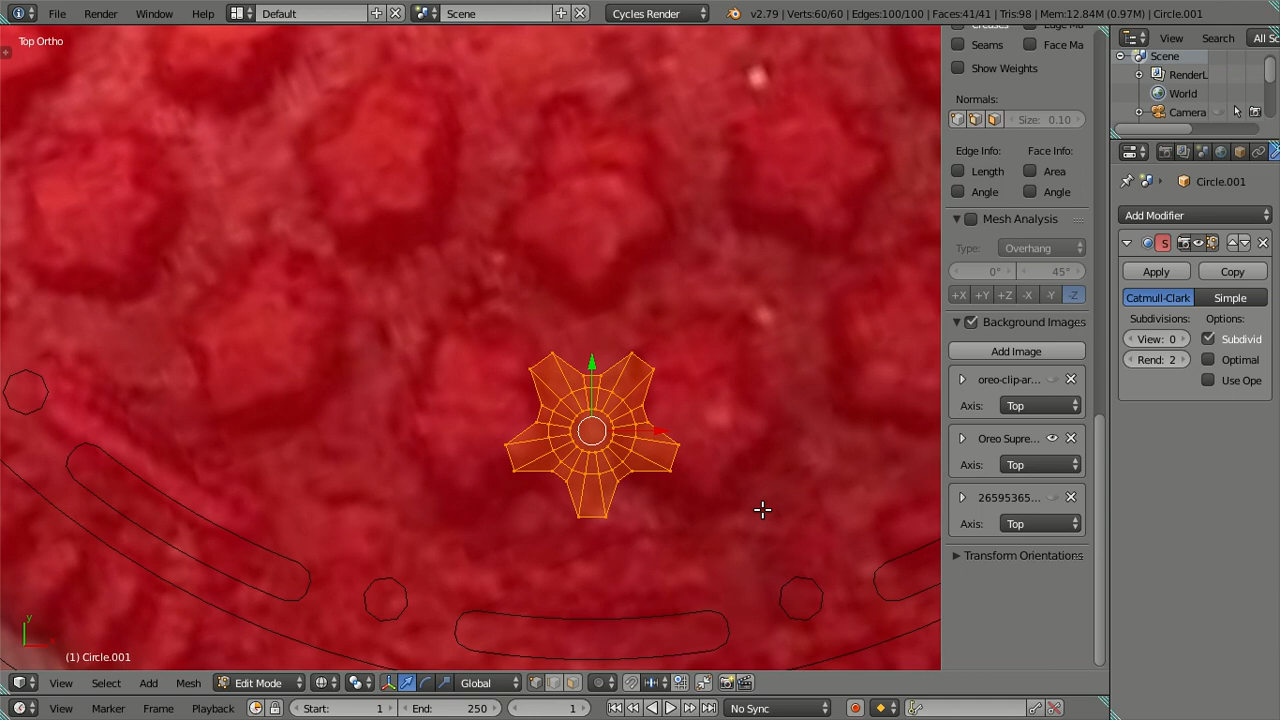 File Render Window Help Default Scene Cycles Render v2.79 | Verts:60/60 | Edges:100/100 | Faces:41/41 | Tris:98 | Mem:12.84M (0.97M) | Circle.001
Top Ortho
View Search All Sc
Scene
RenderL
World
Camera
Seams Face Ma
Show Weights
Normals:
Size: 0.10
Edge Info: Face Info:
Length Area
Angle Angle
Mesh Analysis
Type: Overhang
0° 45°
+X +Y +Z -X -Y -Z
Background Images
Add Image
oreo-clip-ar...
Axis: Top
Oreo Supre...
Axis: Top
26595365...
Axis: Top
Transform Orientations
Circle.001
Add Modifier
S
Apply Copy
Catmull-Clark Simple
Subdivisions: Options:
View: 0 Subdivid
Rend: 2 Optimal
Use Ope
y
(1) Circle.001
View Select Add Mesh Edit Mode Global
View Marker Frame Playback Start: 1 End: 250 1 No Sync